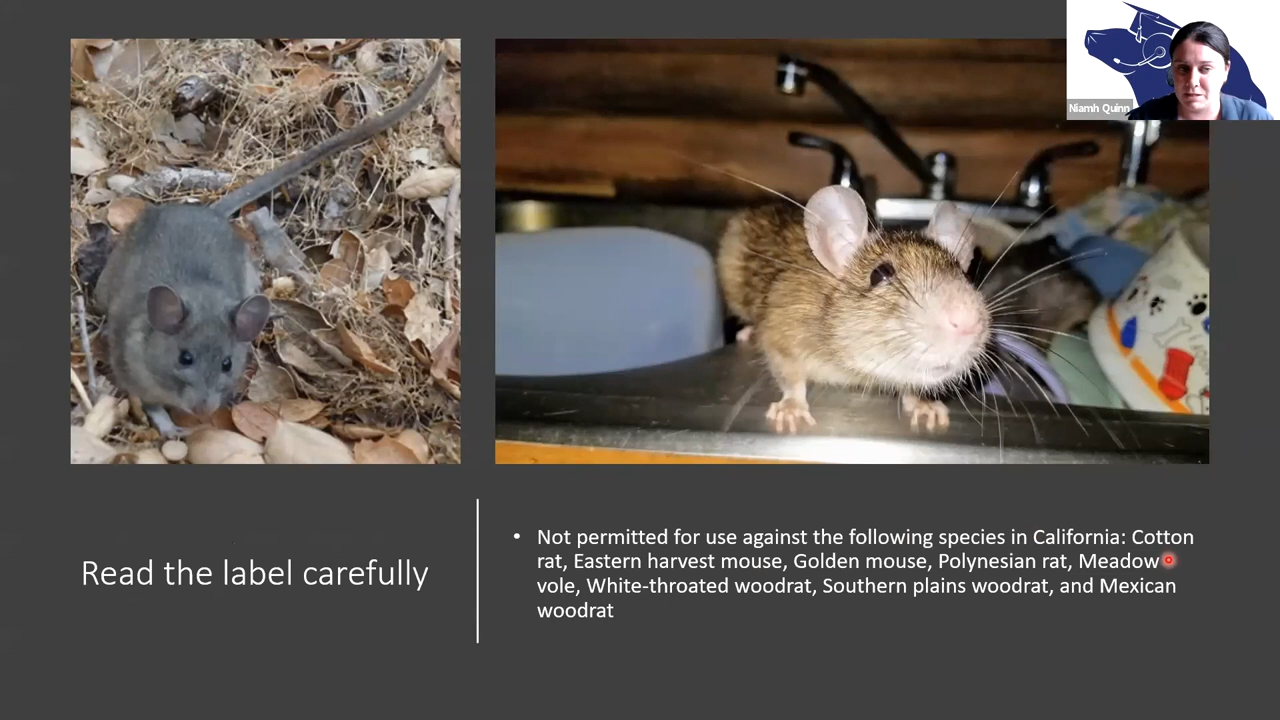 Niamh Quinn
Read the label carefully
• Not permitted for use against the following species in California: Cotton
rat, Eastern harvest mouse, Golden mouse, Polynesian rat, Meadow
vole, White-throated woodrat, Southern plains woodrat, and Mexican
woodrat